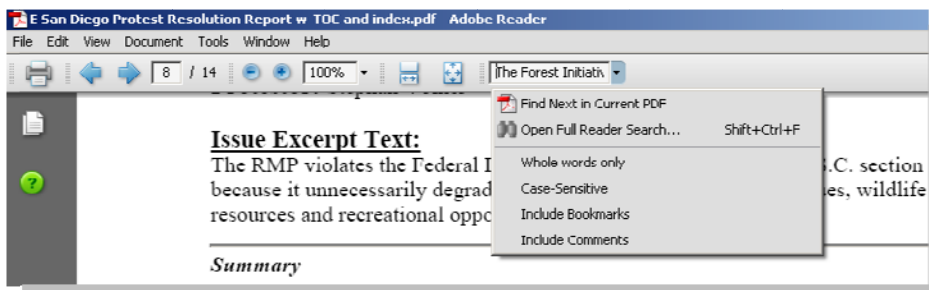 E San Diego Protest Resolution Report w TOC and index.pdf Adobe Reader
File Edit View Document Tools Window Help
8 / 14 100% The Forest Initiativ
Find Next in Current PDF
Open Full Reader Search... Shift+Ctrl+F
Whole words only
Case-Sensitive
Include Bookmarks
Include Comments
Issue Excerpt Text:
The RMP violates the Federal .C. section
because it unnecessarily degrad es, wildlife
resources and recreational oppo
Summary